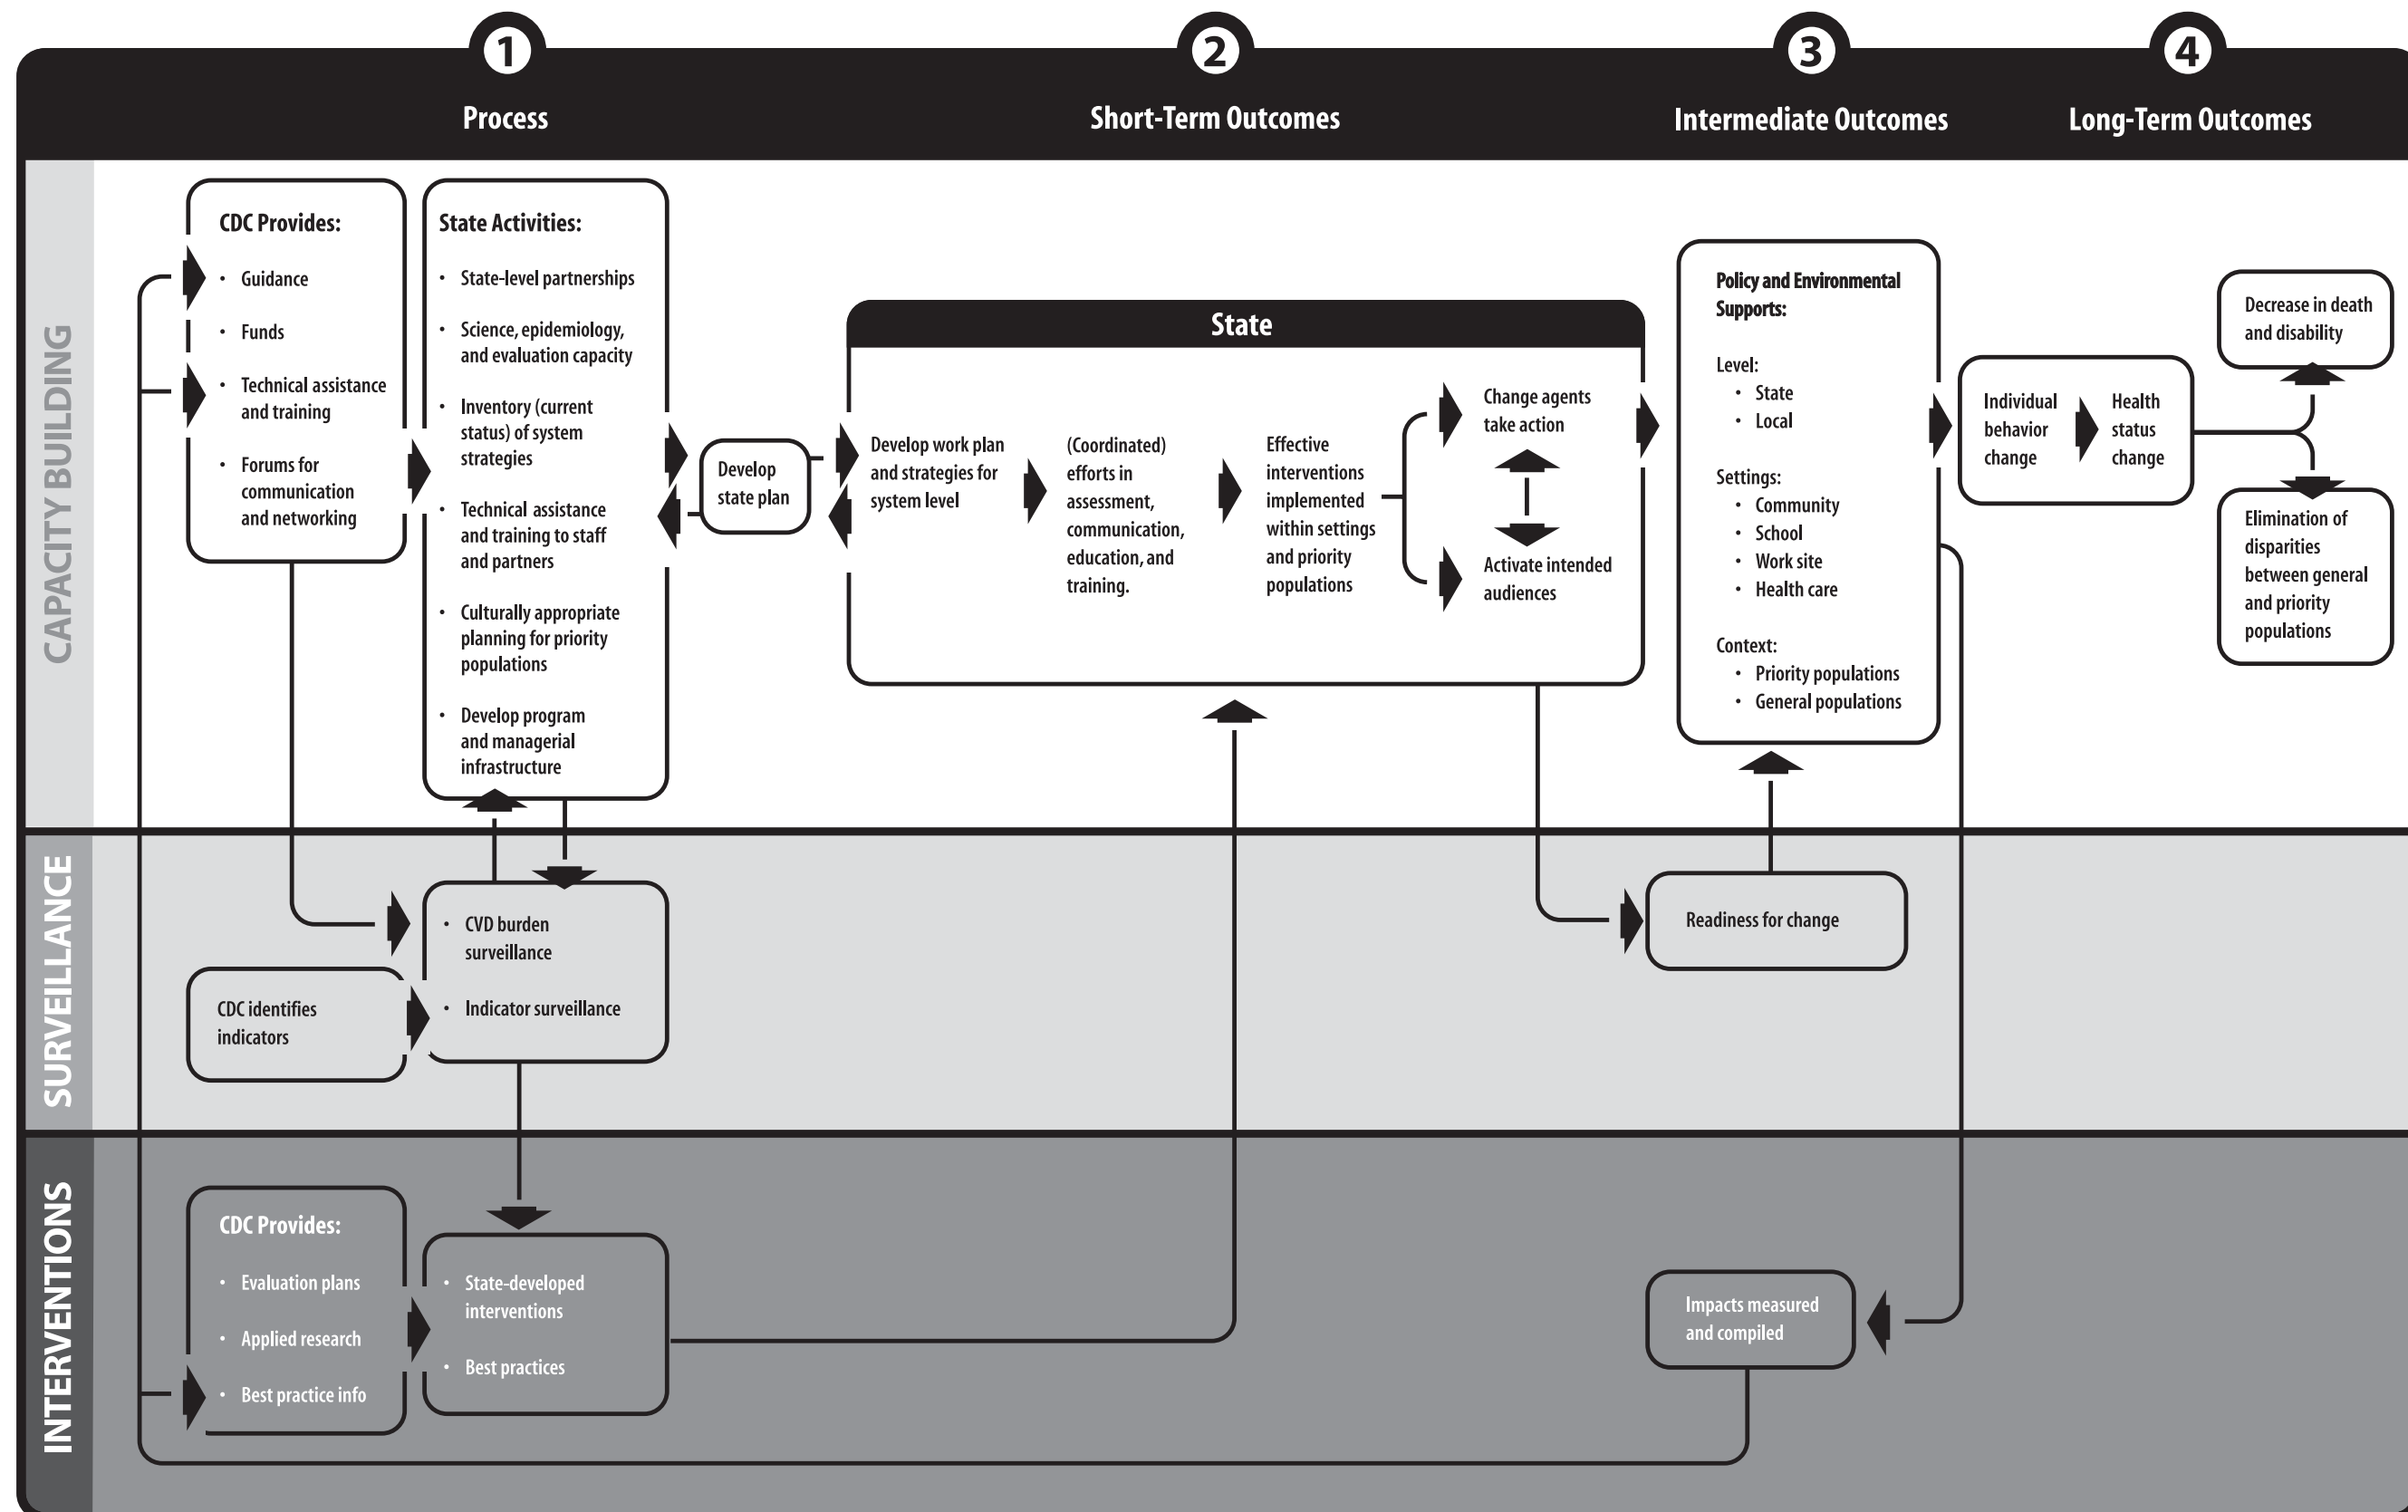 1
2
3
4
Process
Short-Term Outcomes
Intermediate Outcomes
Long-Term Outcomes
CAPACITY BUILDING
CDC Provides:
• Guidance
• Funds
• Technical assistance
and training
• Forums for
communication
and networking
State Activities:
• State-level partnerships
• Science, epidemiology,
and evaluation capacity
• Inventory (current
status) of system
strategies
• Technical assistance
and training to staff
and partners
• Culturally appropriate
planning for priority
populations
• Develop program
and managerial
infrastructure
Develop
state plan
State
Develop work plan
and strategies for
system level
(Coordinated)
efforts in
assessment,
communication,
education, and
training.
Effective
interventions
implemented
within settings
and priority
populations
Change agents
take action
Activate intended
audiences
Policy and Environmental
Supports:
Level:
• State
• Local
Settings:
• Community
• School
• Work site
• Health care
Context:
• Priority populations
• General populations
Individual
behavior
change
Health
status
change
Decrease in death
and disability
Elimination of
disparities
between general
and priority
populations
SURVEILLANCE
CDC identifies
indicators
• CVD burden
surveillance
• Indicator surveillance
Readiness for change
INTERVENTIONS
CDC Provides:
• Evaluation plans
• Applied research
• Best practice info
• State-developed
interventions
• Best practices
Impacts measured
and compiled